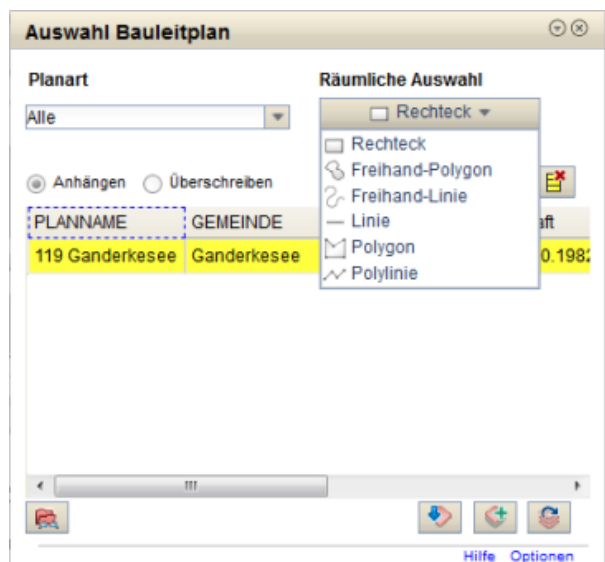 Auswahl Bauleitplan
Planart Räumliche Auswahl
Alle Rechteck
Rechteck
Freihand-Polygon
Anhängen Überschreiben
Freihand-Linie
PLANNAME GEMEINDE Linie aft
119 Ganderkesee Ganderkesee Polygon 0.1982
Polylinie
Hilfe Optionen